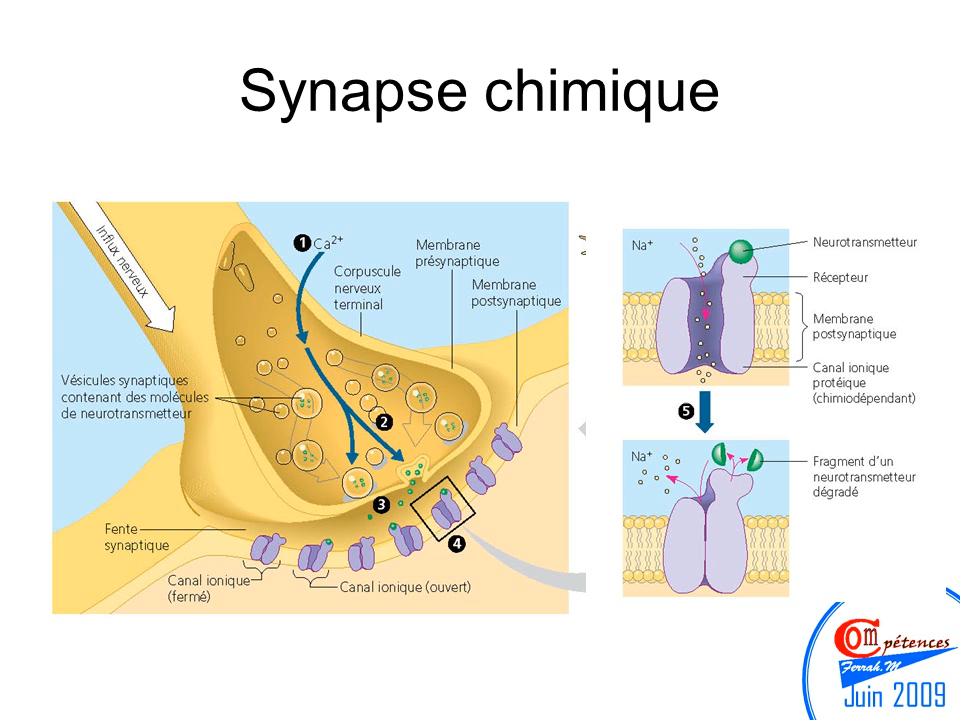 Synapse chimique
Influx nerveux
1
Ca2+
Corpuscule
nerveux
terminal
Membrane
présynaptique
Membrane
postsynaptique
Vésicules synaptiques
contenant des molécules
de neurotransmetteur
2
3
4
Fente
synaptique
Canal ionique
(fermé)
Canal ionique (ouvert)
Na+
Neurotransmetteur
Récepteur
Membrane
postsynaptique
Canal ionique
protéique
(chimiodépendant)
5
Na+
Fragment d'un
neurotransmetteur
dégradé
Compétences
Ferrah.M
Juin 2009